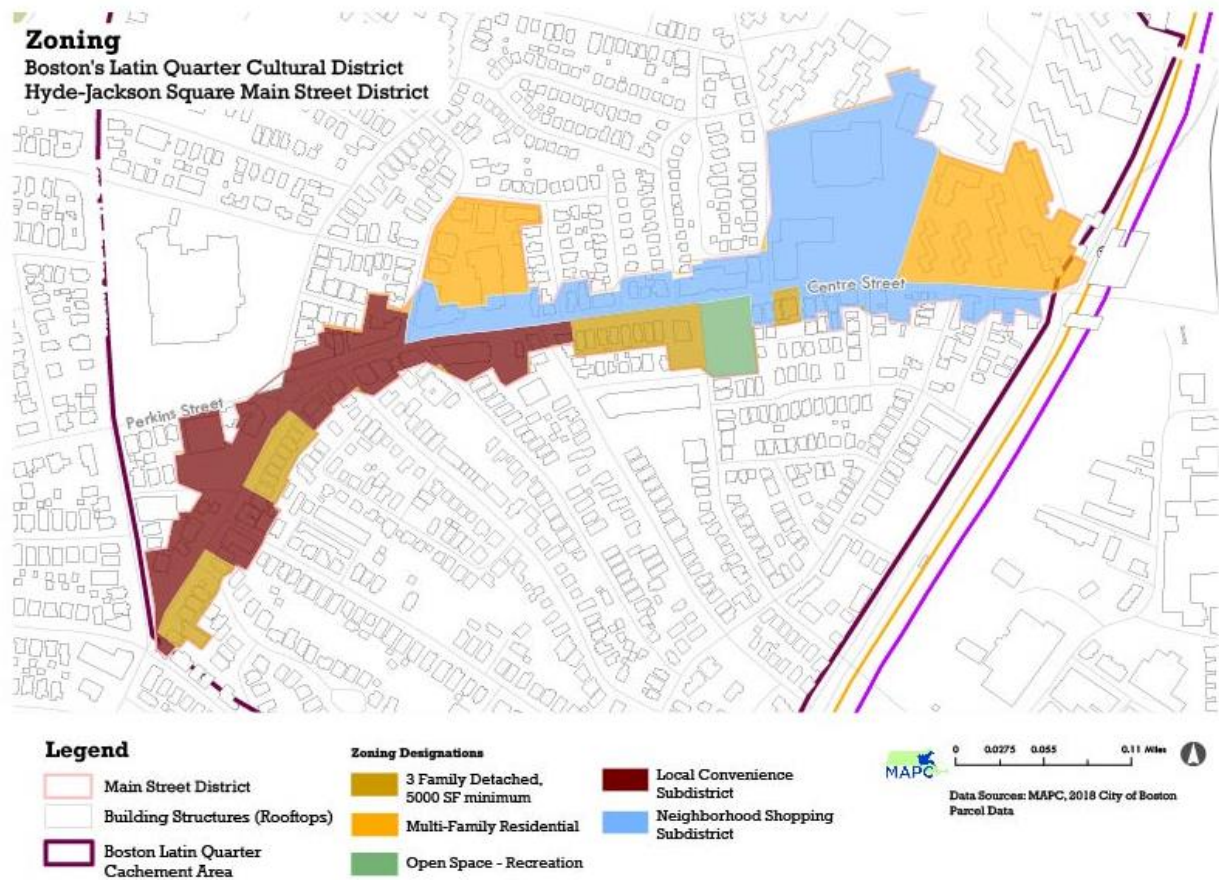 Zoning
Boston's Latin Quarter Cultural District
Hyde-Jackson Square Main Street District
Centre Street
Perkins Street
Legend
Main Street District
Building Structures (Rooftops)
Boston Latin Quarter
Cachement Area
Zoning Designations
3 Family Detached,
5000 SF minimum
Multi-Family Residential
Open Space - Recreation
Local Convenience
Subdistrict
Neighborhood Shopping
Subdistrict
MAPC
0 0.0275 0.055 0.11 Miles
Data Sources: MAPC, 2018 City of Boston
Parcel Data